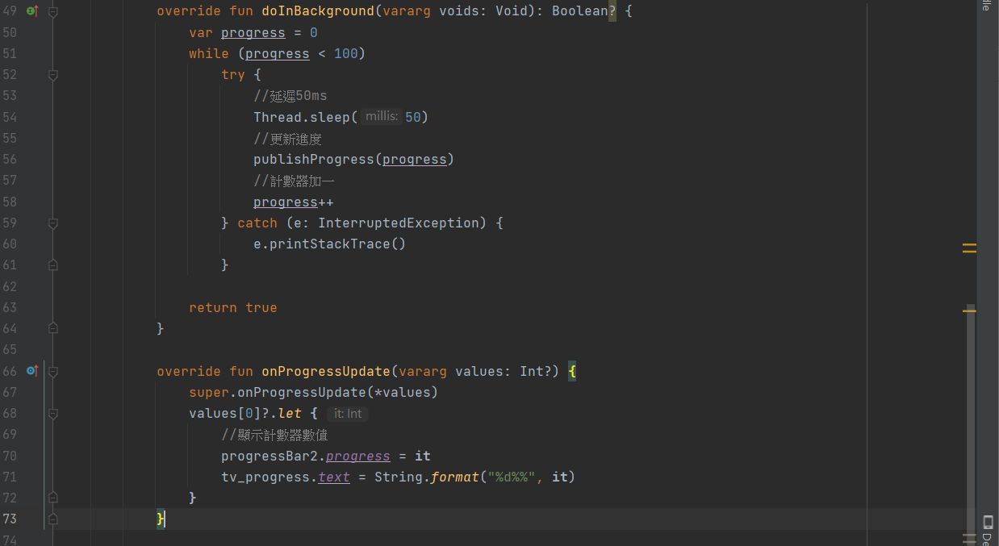 49 override fun doInBackground(vararg voids: Void): Boolean? {
50 var progress = 0
51 while (progress < 100)
52 try {
53 //延遲50ms
54 Thread.sleep( millis: 50)
55 //更新進度
56 publishProgress(progress)
57 //計數器加一
58 progress++
59 } catch (e: InterruptedException) {
60 e.printStackTrace()
61 }
62
63 return true
64 }
65
66 override fun onProgressUpdate(vararg values: Int?) {
67 super.onProgressUpdate(*values)
68 values[0]?.let { it: Int
69 //顯示計數器數值
70 progressBar2.progress = it
71 tv_progress.text = String.format("%d%%", it)
72 }
73 }
74